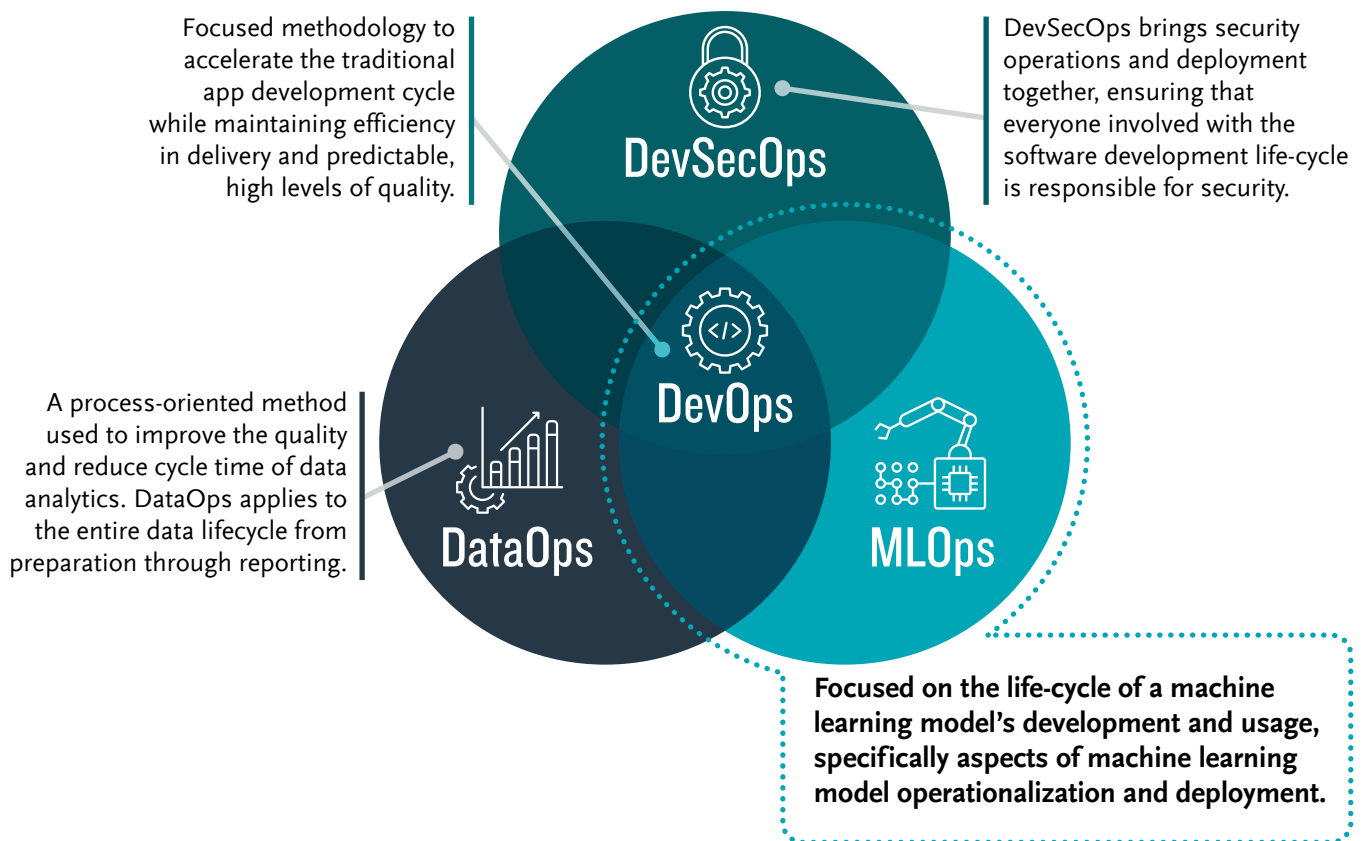 Focused methodology to
accelerate the traditional
app development cycle
while maintaining efficiency
in delivery and predictable,
high levels of quality.
DevSecOps
DevSecOps brings security
operations and deployment
together, ensuring that
everyone involved with the
software development life-cycle
is responsible for security.
</>
DevOps
A process-oriented method
used to improve the quality
and reduce cycle time of data
analytics. DataOps applies to
the entire data lifecycle from
preparation through reporting.
DataOps
MLOps
Focused on the life-cycle of a machine
learning model’s development and usage,
specifically aspects of machine learning
model operationalization and deployment.